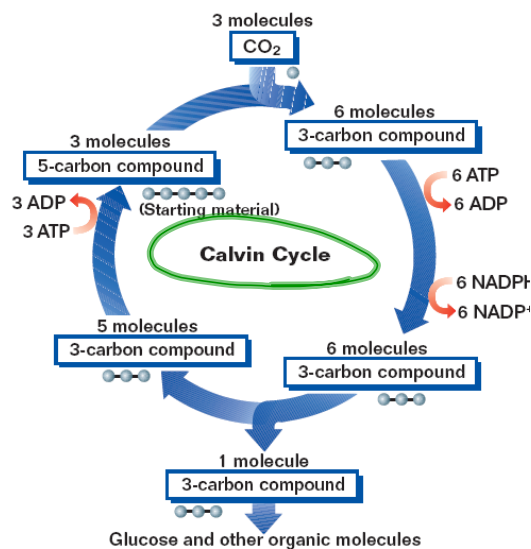 3 molecules
CO₂
6 molecules
3-carbon compound
3 molecules
5-carbon compound
(Starting material)
6 ATP
6 ADP
3 ADP
3 ATP
Calvin Cycle
6 NADPH
6 NADP⁺
5 molecules
3-carbon compound
6 molecules
3-carbon compound
1 molecule
3-carbon compound
Glucose and other organic molecules